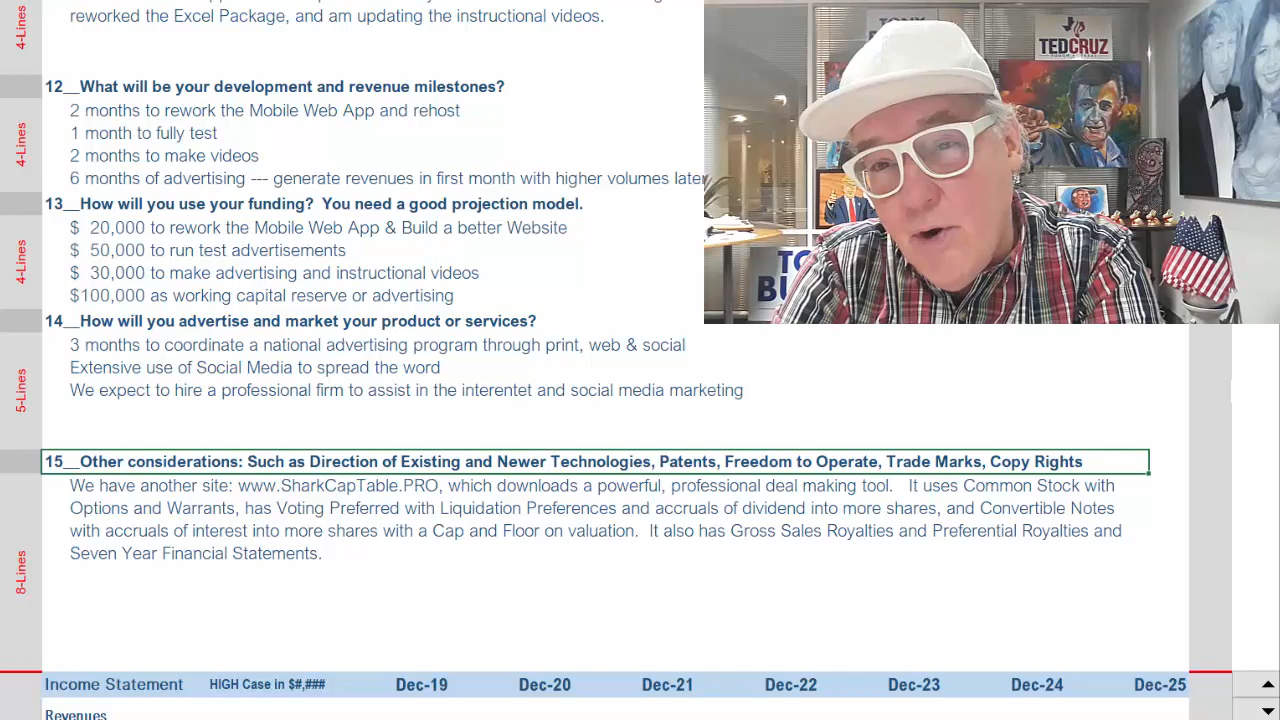 reworked the Excel Package, and am updating the instructional videos.
4-Lines
12__What will be your development and revenue milestones?
2 months to rework the Mobile Web App and rehost
1 month to fully test
2 months to make videos
6 months of advertising --- generate revenues in first month with higher volumes later
4-Lines
13__How will you use your funding?  You need a good projection model.
$  20,000 to rework the Mobile Web App & Build a better Website
$  50,000 to run test advertisements
$  30,000 to make advertising and instructional videos
$100,000 as working capital reserve or advertising
4-Lines
14__How will you advertise and market your product or services?
3 months to coordinate a national advertising program through print, web & social
Extensive use of Social Media to spread the word
We expect to hire a professional firm to assist in the interentet and social media marketing
5-Lines
15__Other considerations: Such as Direction of Existing and Newer Technologies, Patents, Freedom to Operate, Trade Marks, Copy Rights
We have another site: www.SharkCapTable.PRO, which downloads a powerful, professional deal making tool.   It uses Common Stock with
Options and Warrants, has Voting Preferred with Liquidation Preferences and accruals of dividend into more shares, and Convertible Notes
with accruals of interest into more shares with a Cap and Floor on valuation.  It also has Gross Sales Royalties and Preferential Royalties and
Seven Year Financial Statements.
8-Lines
Income Statement HIGH Case in $#,### Dec-19 Dec-20 Dec-21 Dec-22 Dec-23 Dec-24 Dec-25
Revenues
TED CRUZ